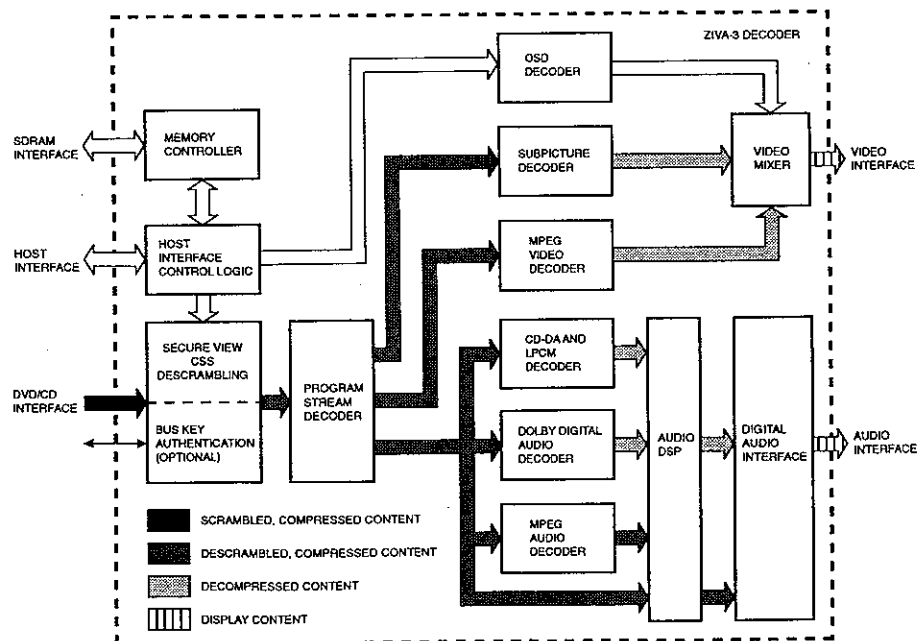 ZIVA-3 DECODER
OSD
DECODER
SDRAM
INTERFACE
MEMORY
CONTROLLER
SUBPICTURE
DECODER
VIDEO
MIXER
VIDEO
INTERFACE
HOST
INTERFACE
HOST
INTERFACE
CONTROL LOGIC
MPEG
VIDEO
DECODER
DVD/CD
INTERFACE
SECURE VIEW
CSS
DESCRAMBLING
BUS KEY
AUTHENTICATION
(OPTIONAL)
PROGRAM
STREAM
DECODER
CD-DA AND
LPCM
DECODER
DOLBY DIGITAL
AUDIO
DECODER
MPEG
AUDIO
DECODER
AUDIO
DSP
DIGITAL
AUDIO
INTERFACE
AUDIO
INTERFACE
SCRAMBLED, COMPRESSED CONTENT
DESCRAMBLED, COMPRESSED CONTENT
DECOMPRESSED CONTENT
DISPLAY CONTENT